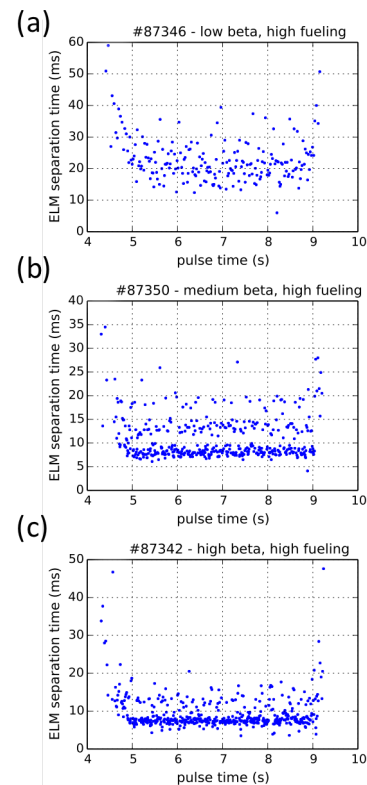 (a)
#87346 - low beta, high fueling
60
50
40
30
20
10
0
ELM separation time (ms)
4 5 6 7 8 9 10
pulse time (s)
(b)
#87350 - medium beta, high fueling
40
35
30
25
20
15
10
5
0
ELM separation time (ms)
4 5 6 7 8 9 10
pulse time (s)
(c)
#87342 - high beta, high fueling
50
40
30
20
10
0
ELM separation time (ms)
4 5 6 7 8 9 10
pulse time (s)